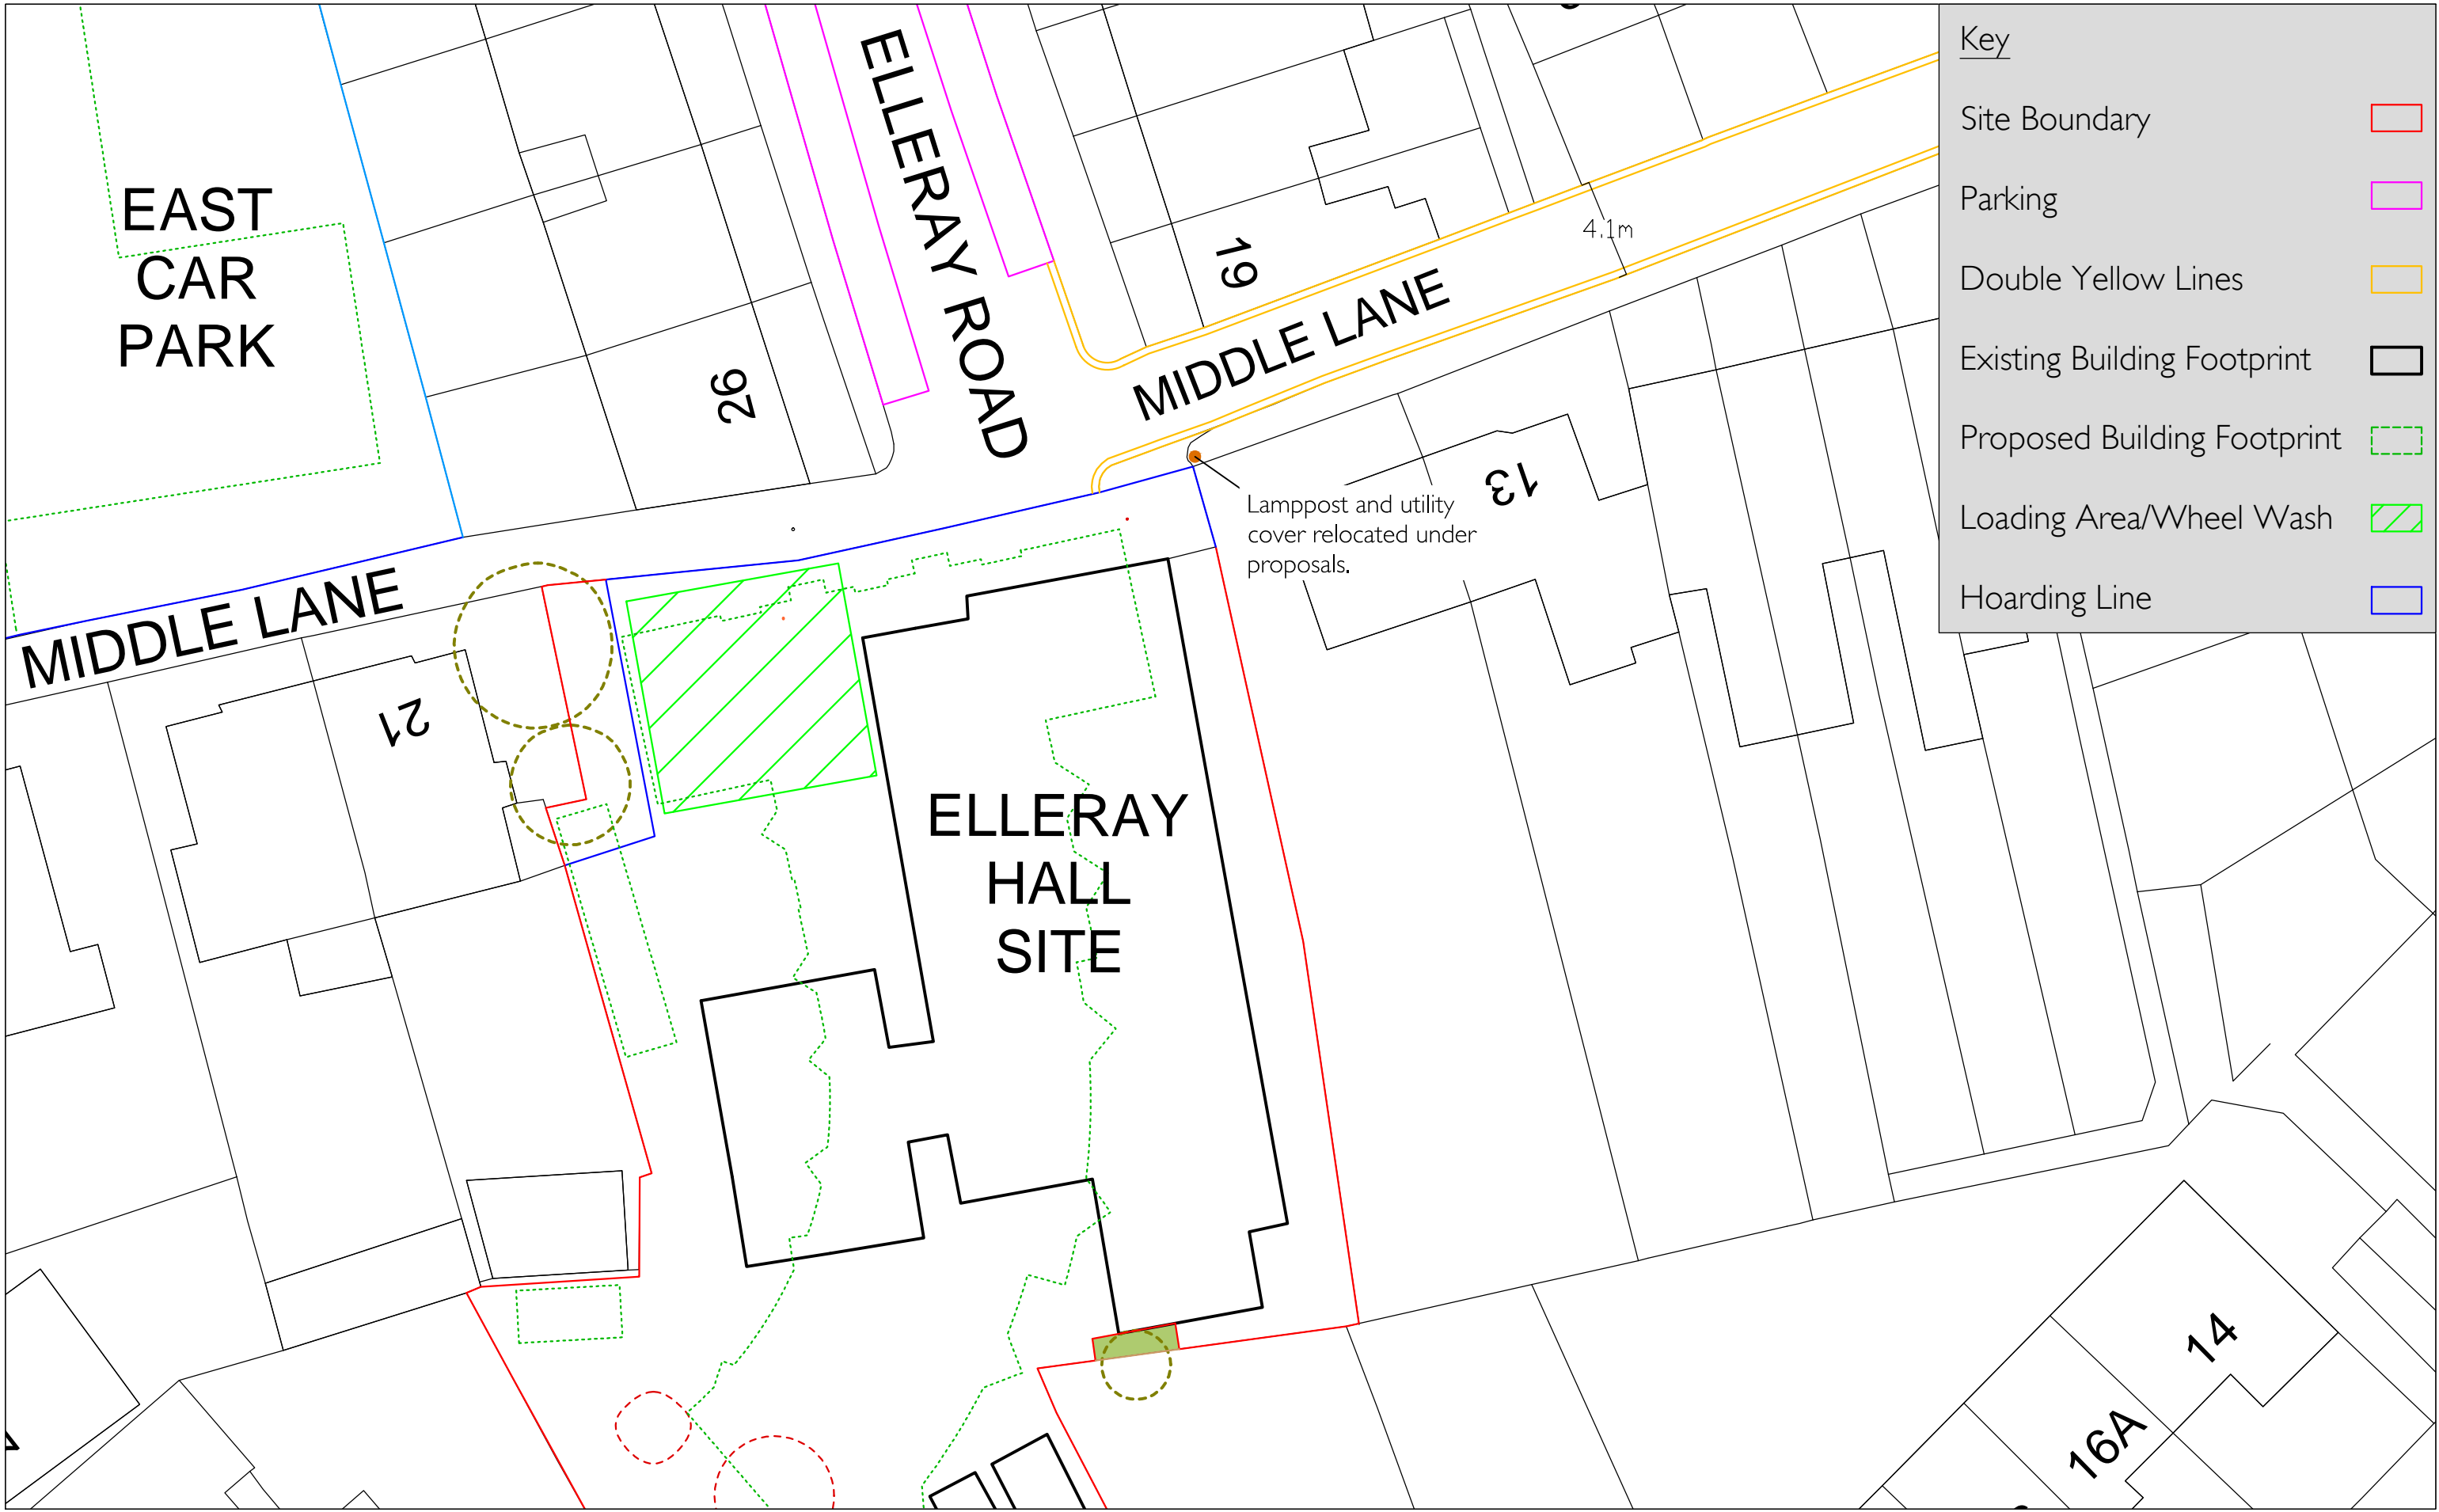 EAST
CAR
PARK
ELLERAY ROAD
26
19
4.1m
MIDDLE LANE
13
Lamppost and utility
cover relocated under
proposals.
MIDDLE LANE
21
ELLERAY
HALL
SITE
14
16A
Key
Site Boundary
Parking
Double Yellow Lines
Existing Building Footprint
Proposed Building Footprint
Loading Area/Wheel Wash
Hoarding Line